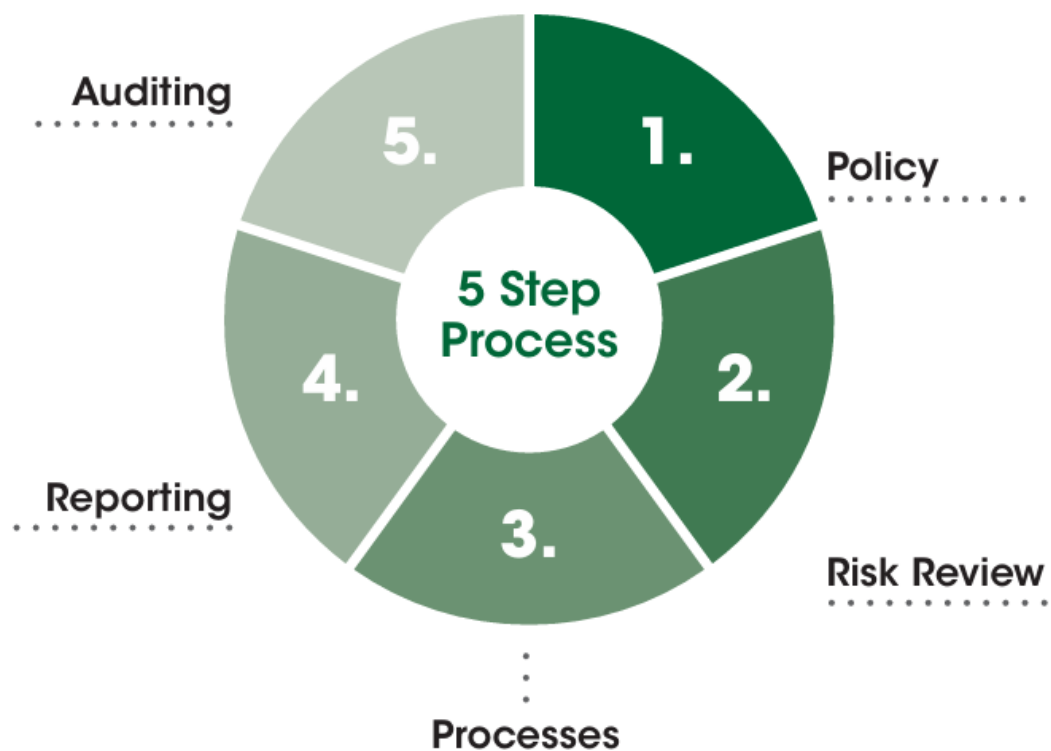 5 Step
Process
1.
Policy
2.
Risk Review
3.
Processes
4.
Reporting
5.
Auditing